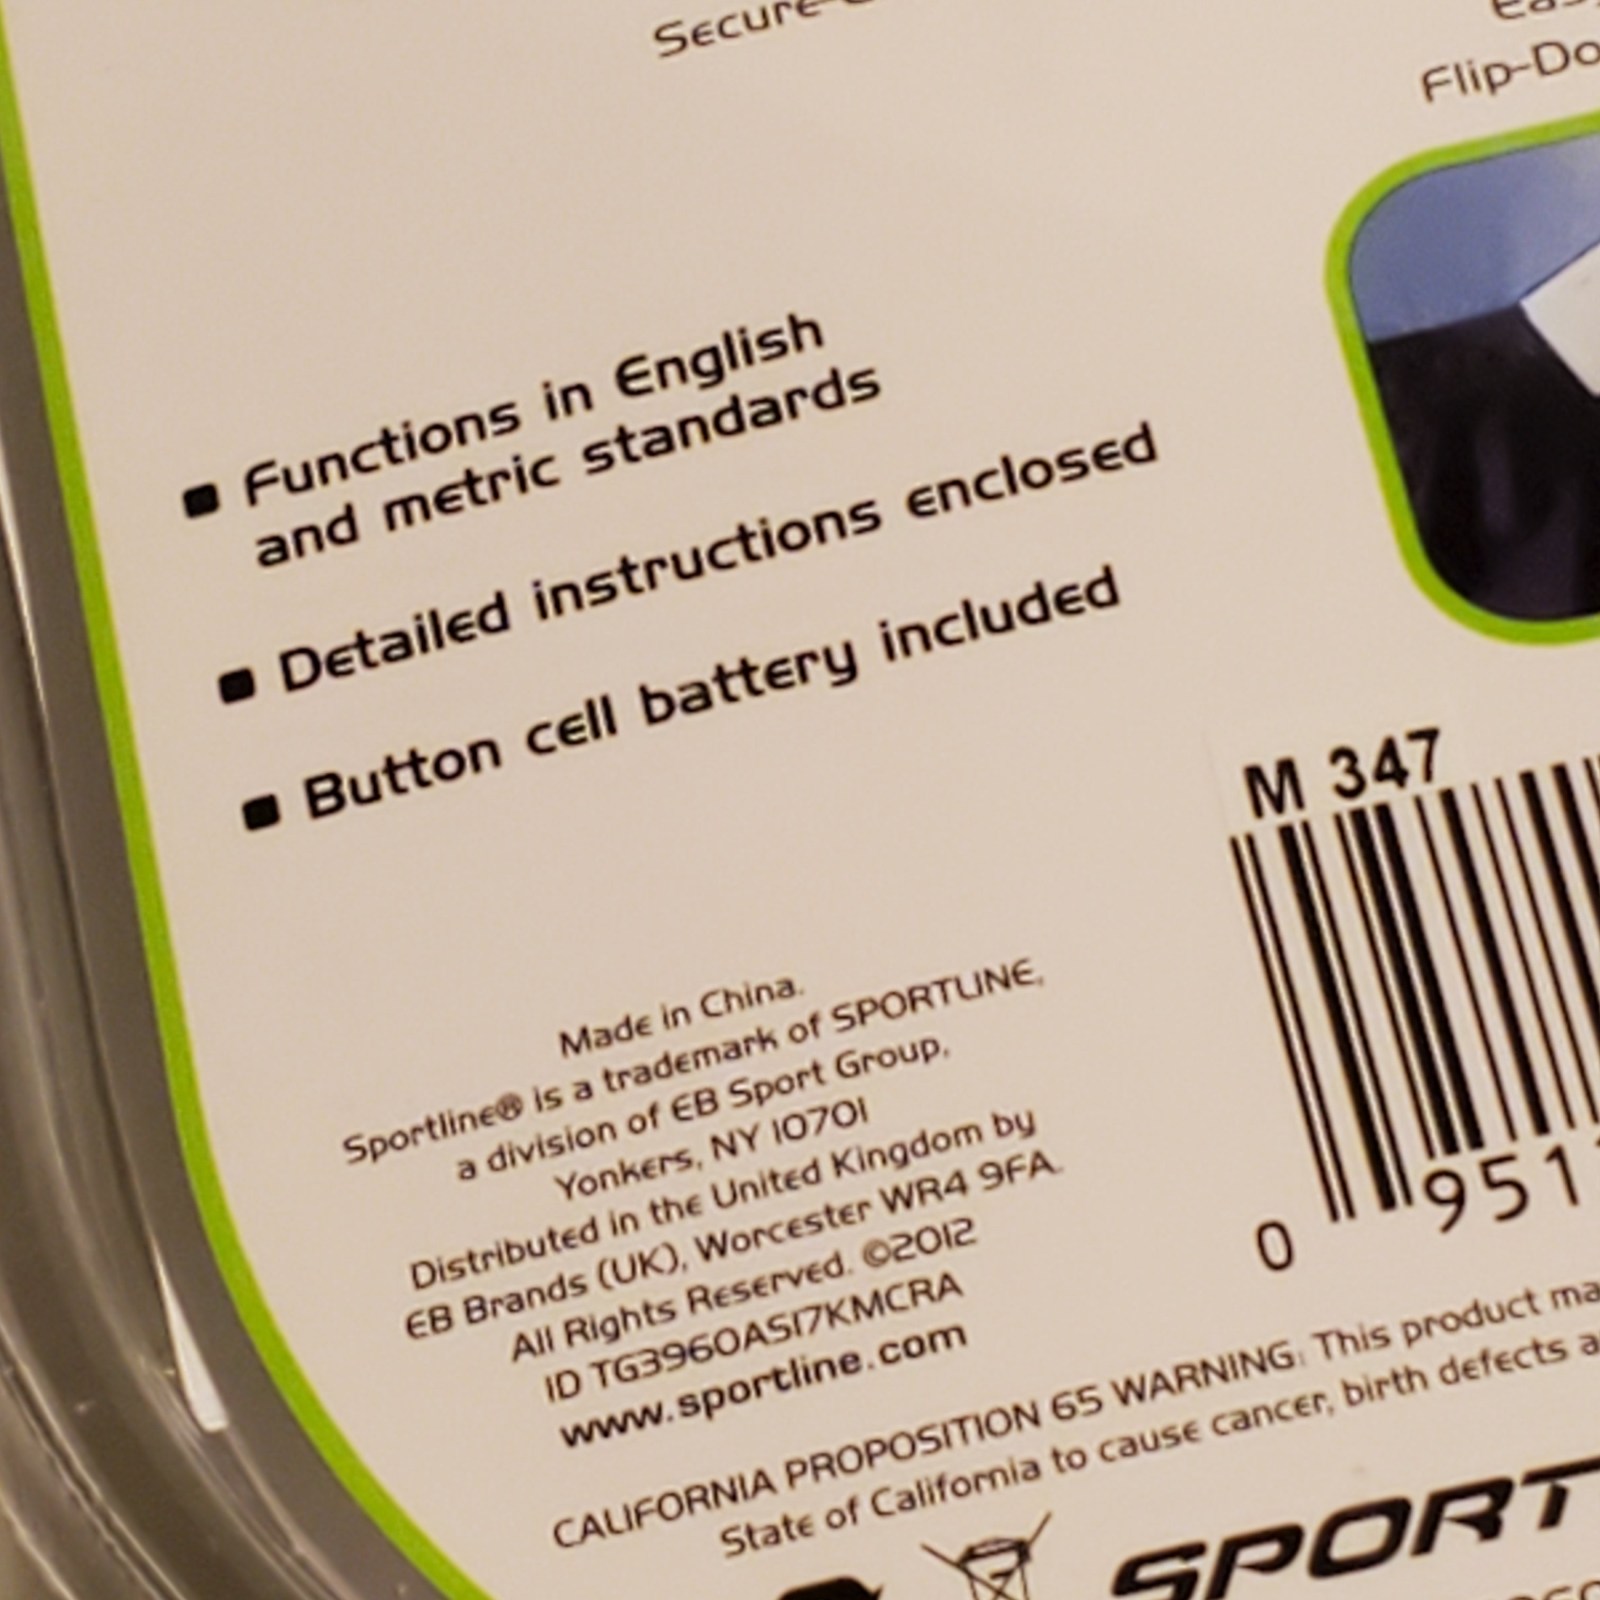 Secure-
Flip-Do
Functions in English
and metric standards
Detailed instructions enclosed
Button cell battery included
M 347
0 951
Made in China.
Sportline® is a trademark of SPORTLINE,
a division of EB Sport Group,
Yonkers, NY 10701
Distributed in the United Kingdom by
EB Brands (UK), Worcester WR4 9FA.
All Rights Reserved. ©2012
ID TG3960AS17KMCRA
www.sportline.com
CALIFORNIA PROPOSITION 65 WARNING: This product ma
State of California to cause cancer, birth defects a
SPORT